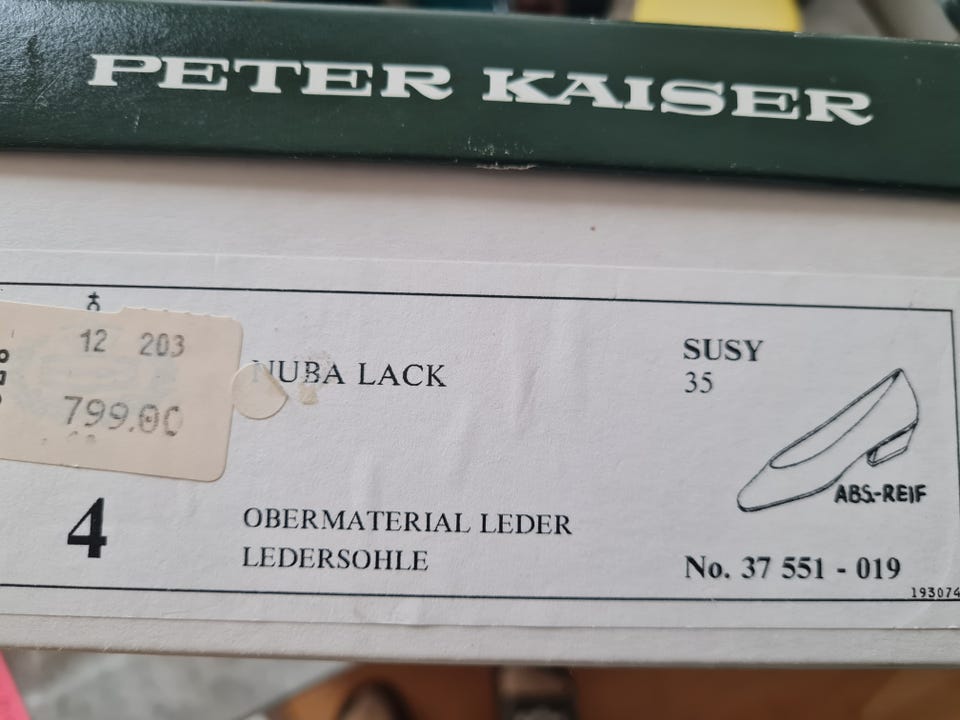 PETER KAISER
12 203
799.00
NUBA LACK
SUSY
35
ABS.-REIF
4
OBERMATERIAL LEDER
LEDERSOHLE
No. 37 551 - 019
193074